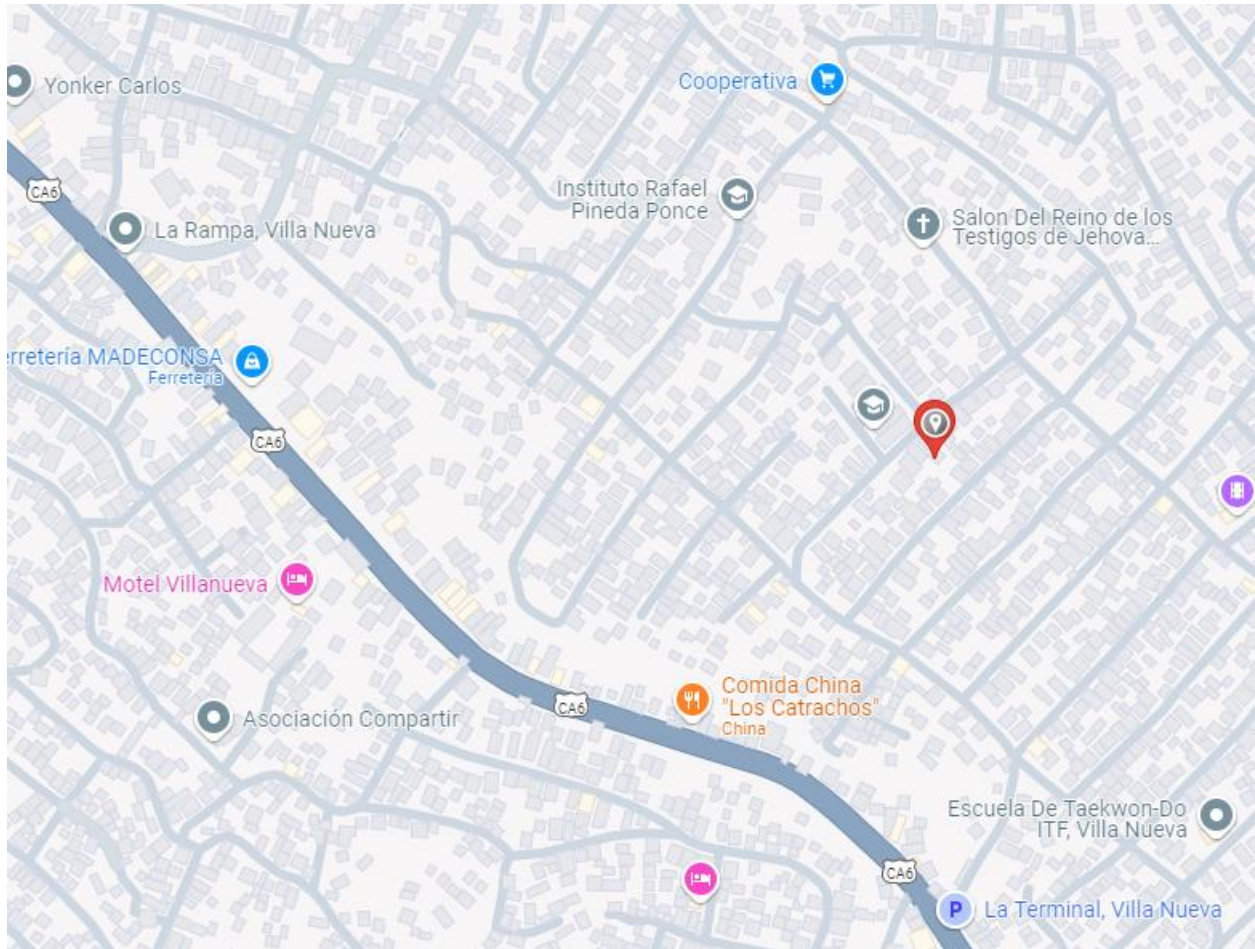 Yonker Carlos
Cooperativa
CA6
Instituto Rafael
Pineda Ponce
Salon Del Reino de los
Testigos de Jehova...
La Rampa, Villa Nueva
erretería MADECONSA
Ferretería
CA6
Motel Villanueva
Comida China
"Los Catrachos"
China
CA6
Asociación Compartir
Escuela De Taekwon-Do
ITF, Villa Nueva
CA6
P
La Terminal, Villa Nueva